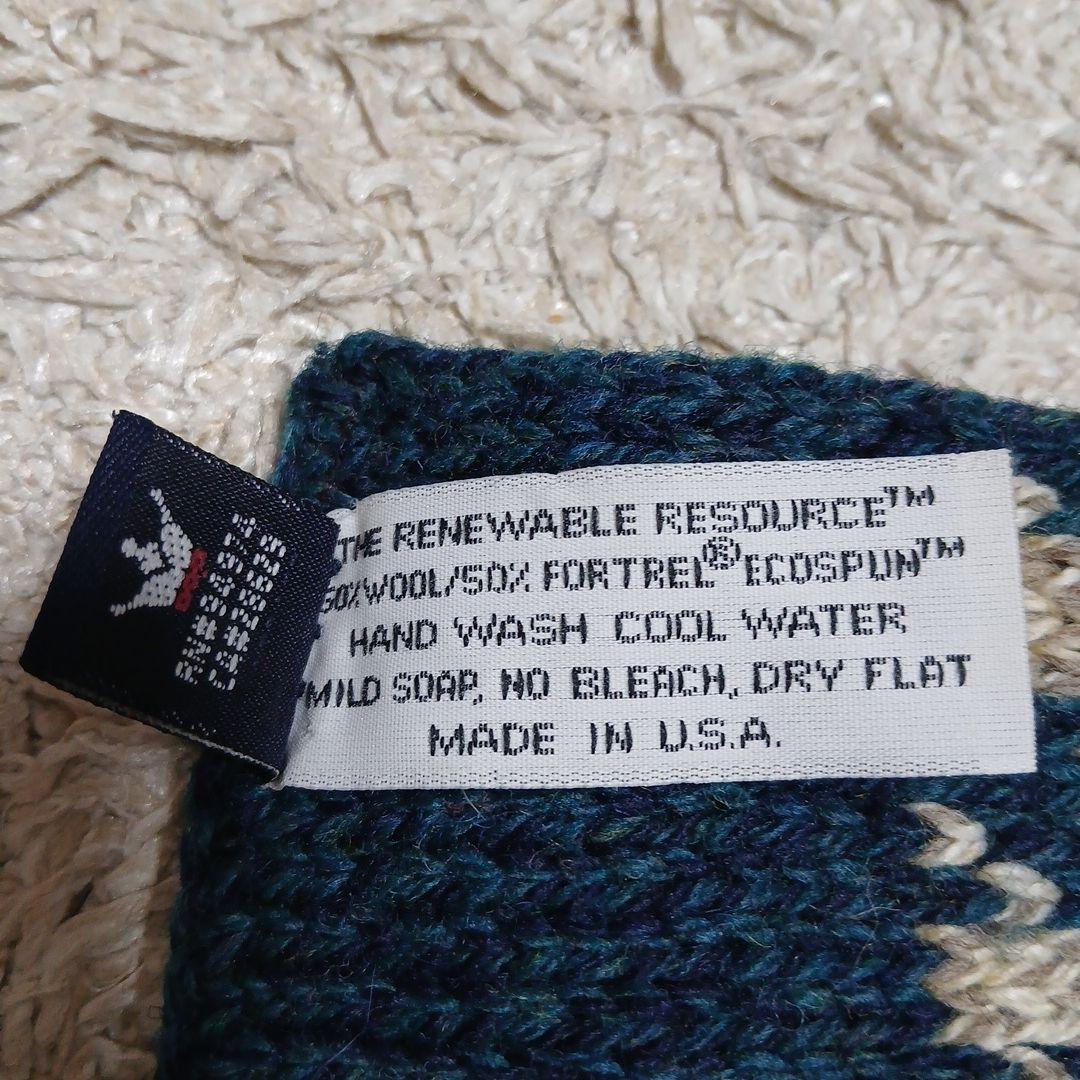 THE RENEWABLE RESOURCE™
50%WOOL/50% FORTREL® ECOSPUN™
HAND WASH COOL WATER
MILD SOAP, NO BLEACH, DRY FLAT
MADE IN U.S.A.